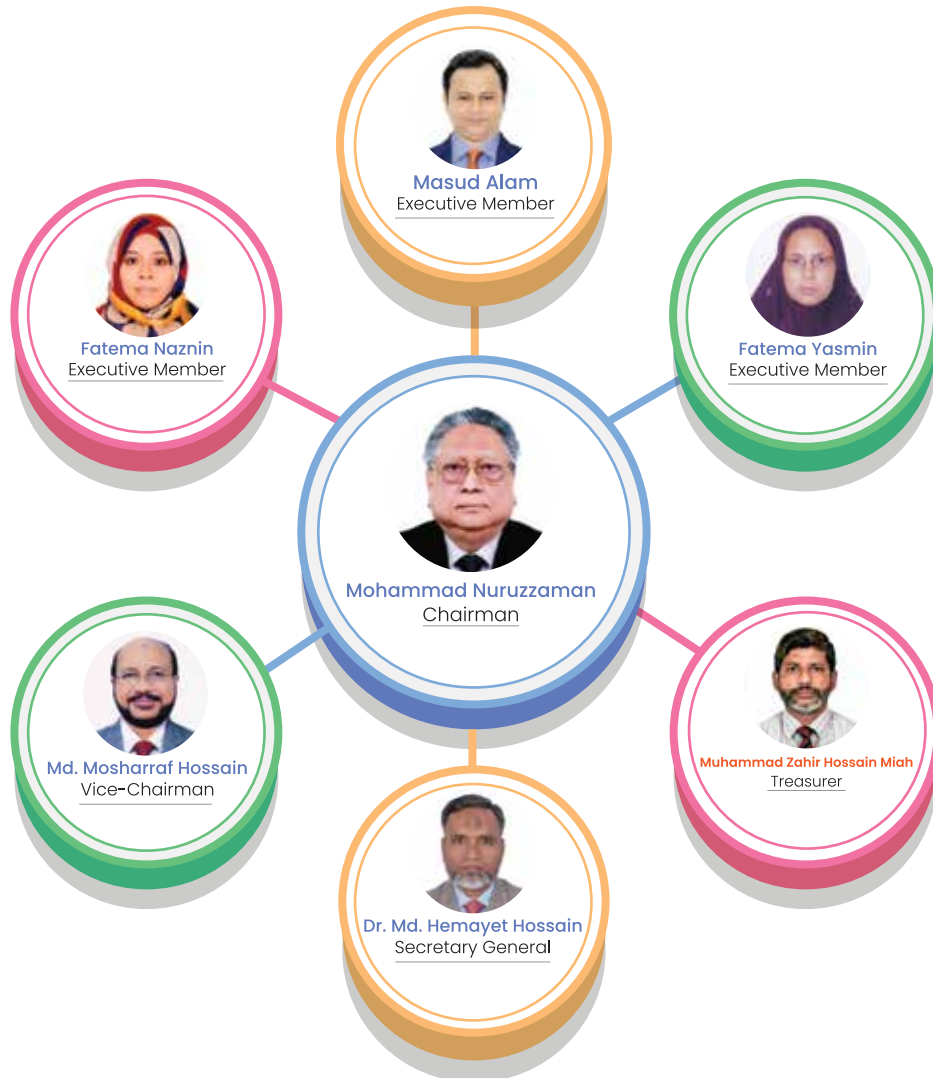 Masud Alam
Executive Member
Fatema Naznin
Executive Member
Fatema Yasmin
Executive Member
Mohammad Nuruzzaman
Chairman
Md. Mosharraf Hossain
Vice-Chairman
Muhammad Zahir Hossain Miah
Treasurer
Dr. Md. Hemayet Hossain
Secretary General